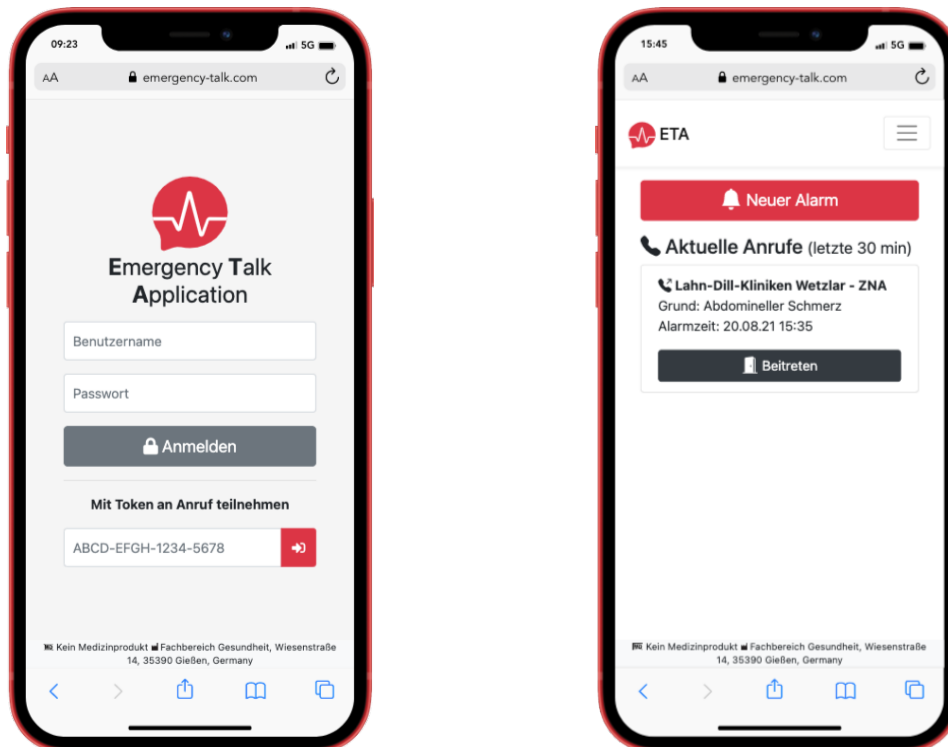 09:23
5G
AA
emergency-talk.com
Emergency Talk
Application
Benutzername
Passwort
Anmelden
Mit Token an Anruf teilnehmen
ABCD-EFGH-1234-5678
Kein Medizinprodukt Fachbereich Gesundheit, Wiesenstraße
14, 35390 Gießen, Germany
15:45
5G
AA
emergency-talk.com
ETA
Neuer Alarm
Aktuelle Anrufe (letzte 30 min)
Lahn-Dill-Kliniken Wetzlar - ZNA
Grund: Abdomineller Schmerz
Alarmzeit: 20.08.21 15:35
Beitreten
Kein Medizinprodukt Fachbereich Gesundheit, Wiesenstraße
14, 35390 Gießen, Germany